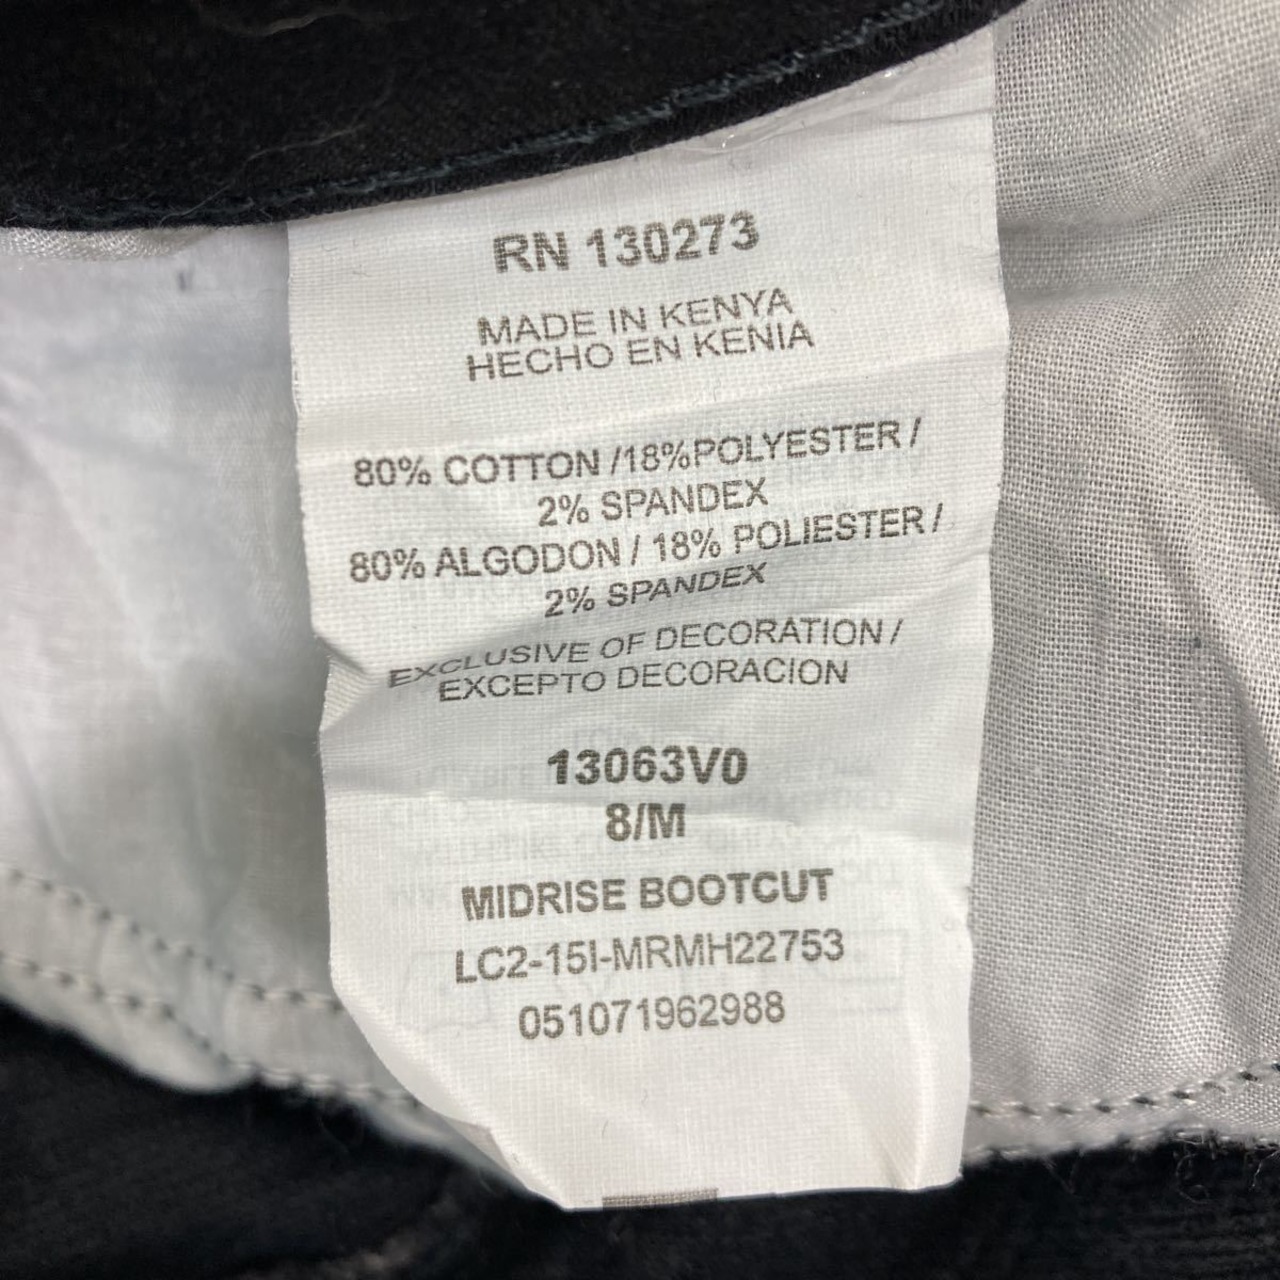 RN 130273
MADE IN KENYA
HECHO EN KENIA
80% COTTON /18%POLYESTER /
2% SPANDEX
80% ALGODON / 18% POLIESTER /
2% SPANDEX
EXCLUSIVE OF DECORATION /
EXCEPTO DECORACION
13063V0
8/M
MIDRISE BOOTCUT
LC2-15I-MRMH22753
051071962988